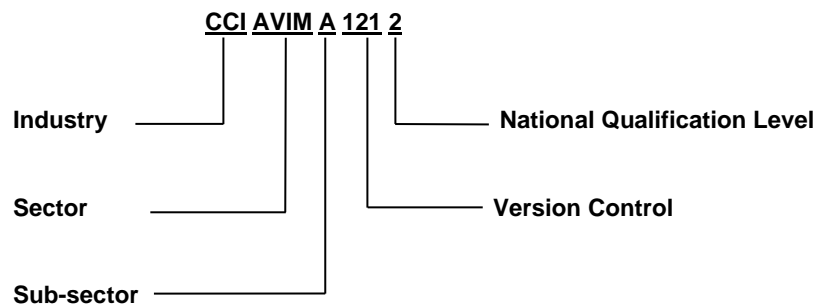 CCI AVIM A 121 2
Industry
National Qualification Level
Sector
Version Control
Sub-sector